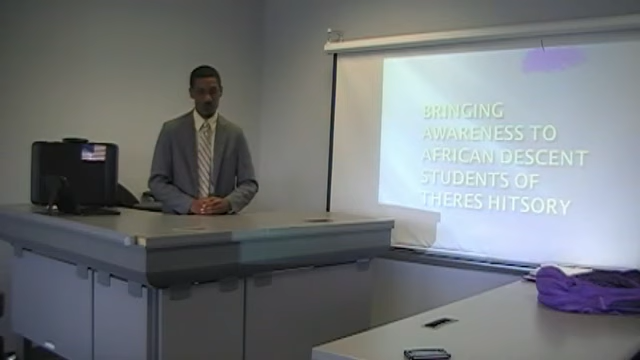 BRINGING
AWARENESS TO
AFRICAN DESCENT
STUDENTS OF
THERES HITSORY